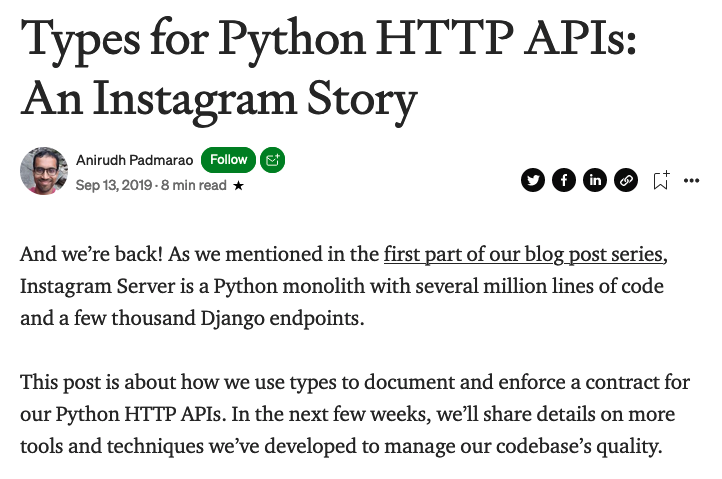 Types for Python HTTP APIs:
An Instagram Story
Anirudh Padmarao Follow
Sep 13, 2019 · 8 min read ★
And we’re back! As we mentioned in the first part of our blog post series,
Instagram Server is a Python monolith with several million lines of code
and a few thousand Django endpoints.
This post is about how we use types to document and enforce a contract for
our Python HTTP APIs. In the next few weeks, we’ll share details on more
tools and techniques we’ve developed to manage our codebase’s quality.